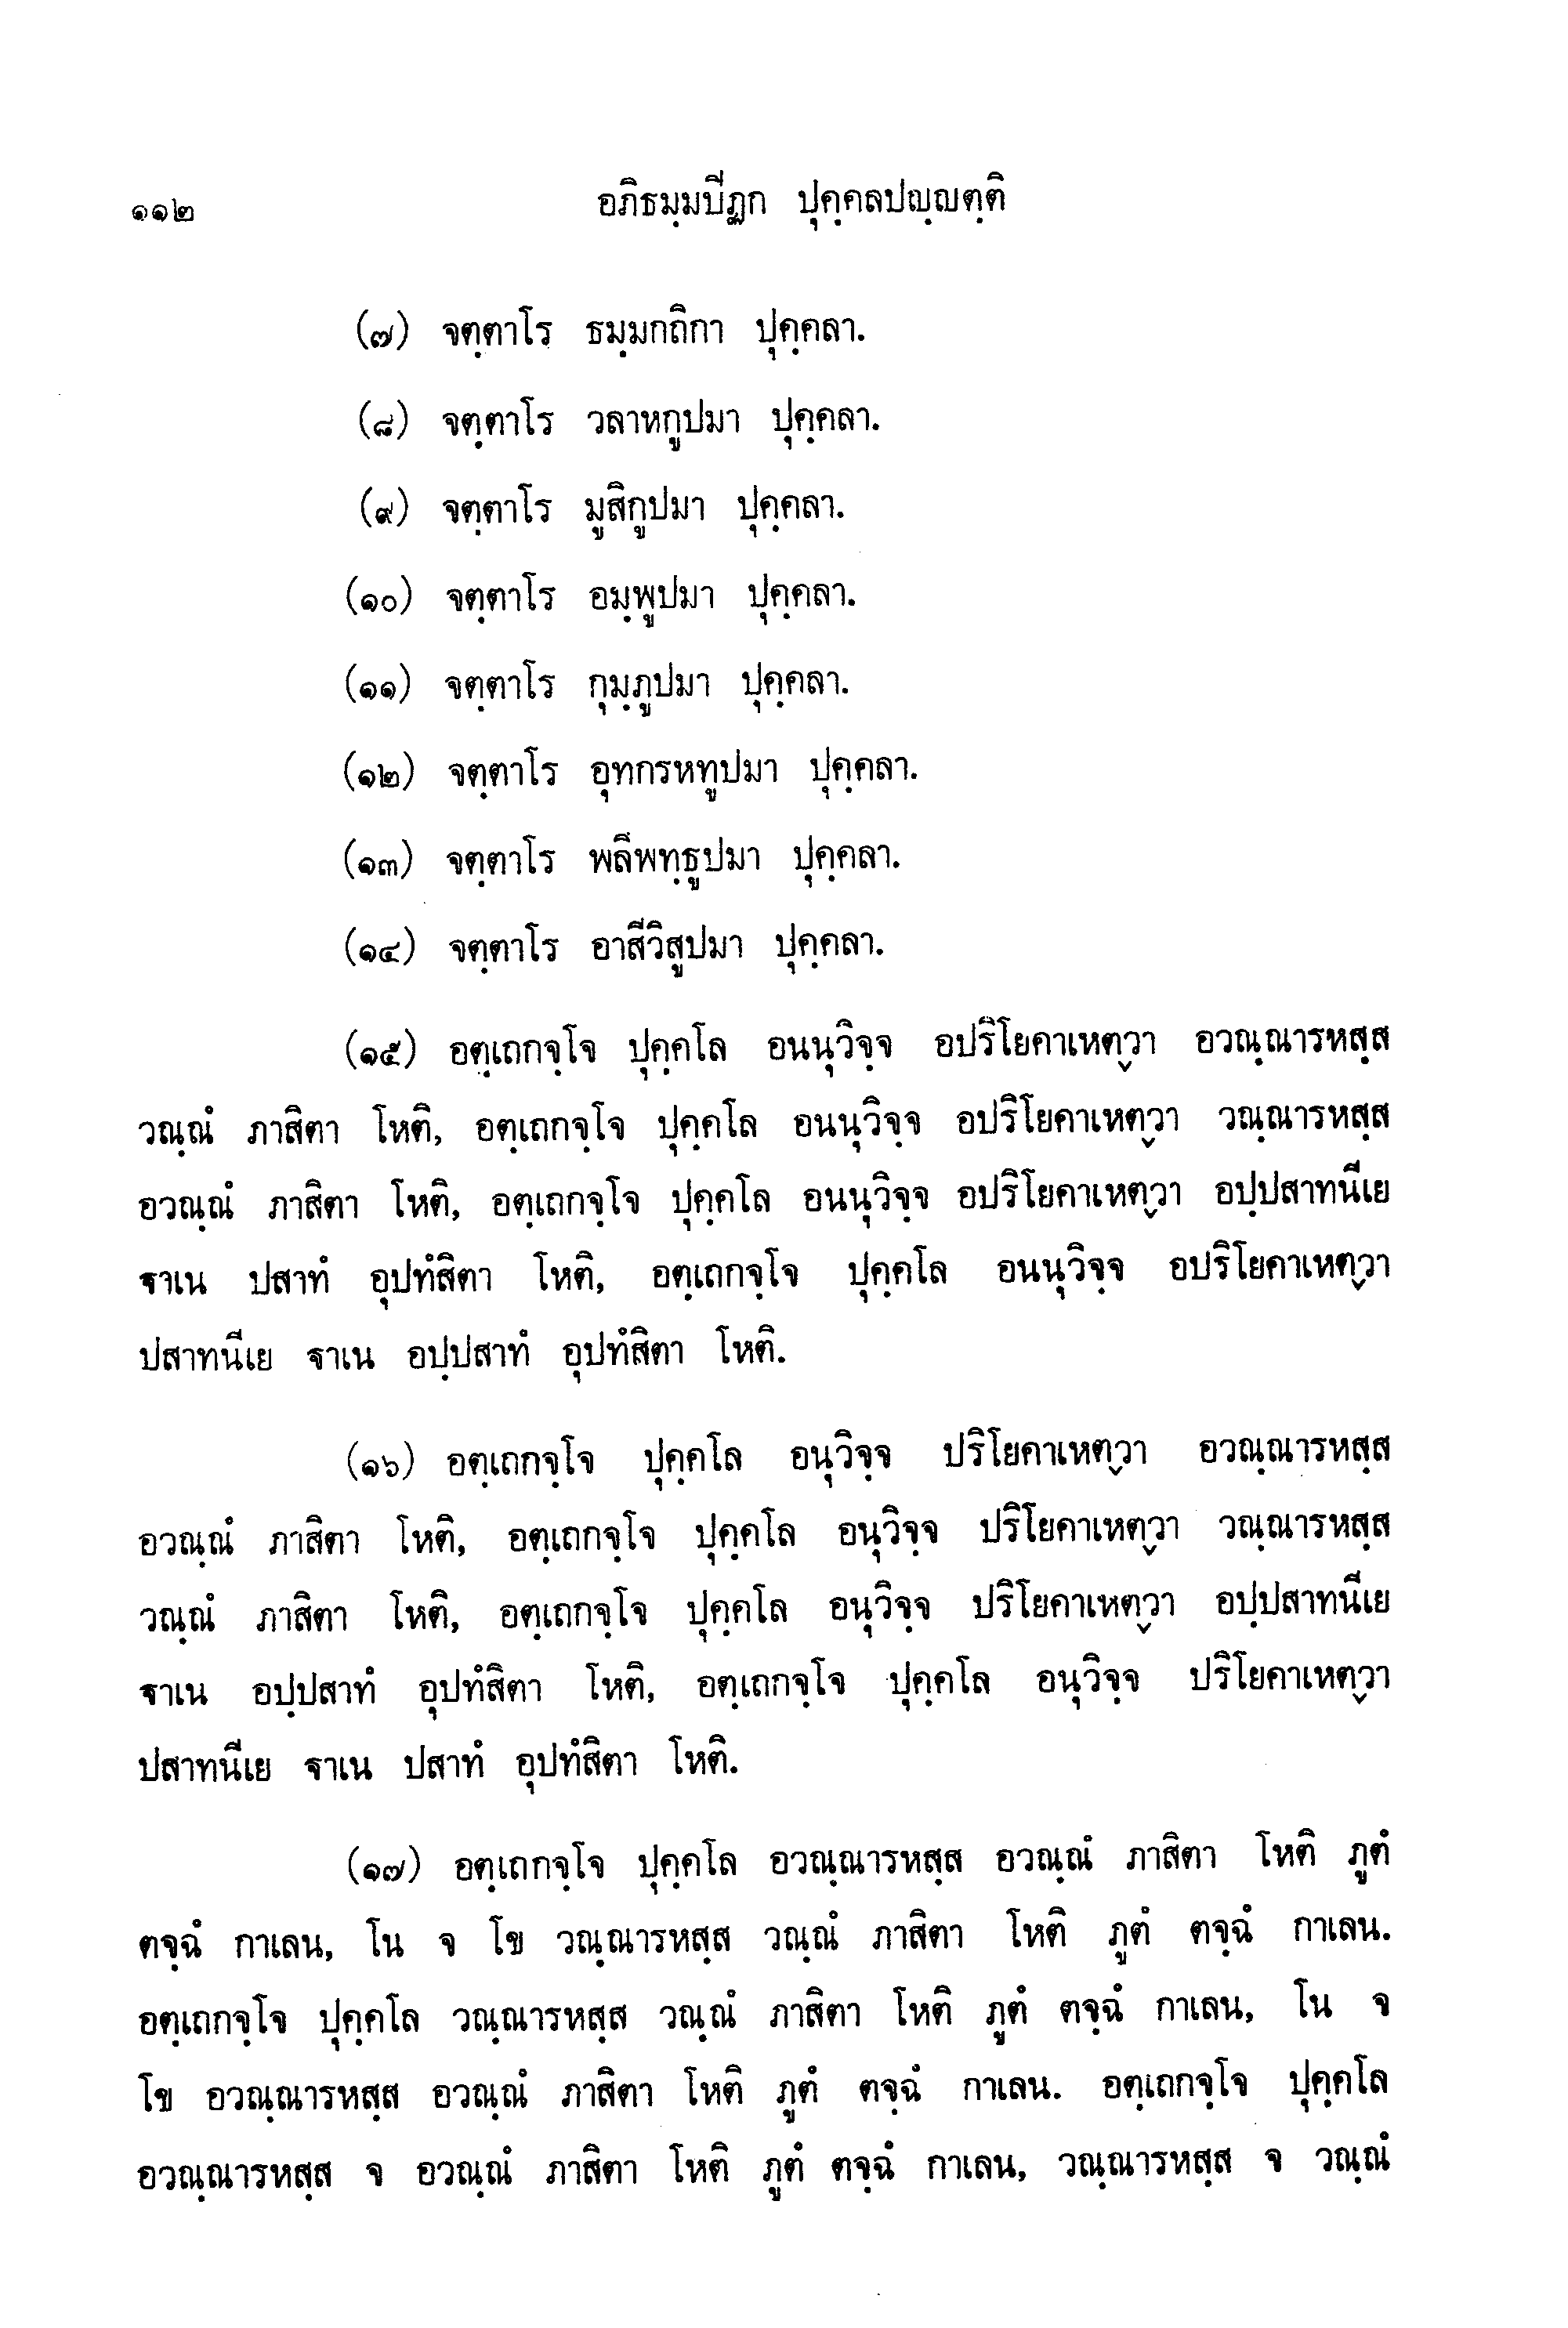 ๑๑๒ อภิธมฺมปีฏก ปุคฺคลปญฺญตฺติ
(๗) จตฺตาโร ธมฺมกถิกา ปุคฺคลา.
(๘) จตฺตาโร วลาหกูปมา ปุคฺคลา.
(๙) จตฺตาโร มูสิกูปมา ปุคฺคลา.
(๑๐) จตฺตาโร อมฺพูปมา ปุคฺคลา.
(๑๑) จตฺตาโร กุมฺภูปมา ปุคฺคลา.
(๑๒) จตฺตาโร อุทกรหทูปมา ปุคฺคลา.
(๑๓) จตฺตาโร พลีพทฺธูปมา ปุคฺคลา.
(๑๔) จตฺตาโร อาสีวิสูปมา ปุคฺคลา.
(๑๕) อตฺเถกจฺโจ ปุคฺคโล อนนุวิจฺจ อปริโยคาเหตฺวา อวณฺณารหสฺส
วณฺณํ ภาสิตา โหติ, อตฺเถกจฺโจ ปุคฺคโล อนนุวิจฺจ อปริโยคาเหตฺวา วณฺณารหสฺส
อวณฺณํ ภาสิตา โหติ, อตฺเถกจฺโจ ปุคฺคโล อนนุวิจฺจ อปริโยคาเหตฺวา อปฺปสาทนีเย
ฐาเน ปสาทํ อุปทํสิตา โหติ, อตฺเถกจฺโจ ปุคฺคโล อนนุวิจฺจ อปริโยคาเหตฺวา
ปสาทนีเย ฐาเน อปฺปสาทํ อุปทํสิตา โหติ.
(๑๖) อตฺเถกจฺโจ ปุคฺคโล อนุวิจฺจ ปริโยคาเหตฺวา อวณฺณารหสฺส
อวณฺณํ ภาสิตา โหติ, อตฺเถกจฺโจ ปุคฺคโล อนุวิจฺจ ปริโยคาเหตฺวา วณฺณารหสฺส
วณฺณํ ภาสิตา โหติ, อตฺเถกจฺโจ ปุคฺคโล อนุวิจฺจ ปริโยคาเหตฺวา อปฺปสาทนีเย
ฐาเน อปฺปสาทํ อุปทํสิตา โหติ, อตฺเถกจฺโจ ปุคฺคโล อนุวิจฺจ ปริโยคาเหตฺวา
ปสาทนีเย ฐาเน ปสาทํ อุปทํสิตา โหติ.
(๑๗) อตฺเถกจฺโจ ปุคฺคโล อวณฺณารหสฺส อวณฺณํ ภาสิตา โหติ ภูตํ
ตจฺฉํ กาเลน, โน จ โข วณฺณารหสฺส วณฺณํ ภาสิตา โหติ ภูตํ ตจฺฉํ กาเลน.
อตฺเถกจฺโจ ปุคฺคโล วณฺณารหสฺส วณฺณํ ภาสิตา โหติ ภูตํ ตจฺฉํ กาเลน, โน จ
โข อวณฺณารหสฺส อวณฺณํ ภาสิตา โหติ ภูตํ ตจฺฉํ กาเลน. อตฺเถกจฺโจ ปุคฺคโล
อวณฺณารหสฺส จ อวณฺณํ ภาสิตา โหติ ภูตํ ตจฺฉํ กาเลน, วณฺณารหสฺส จ วณฺณํ